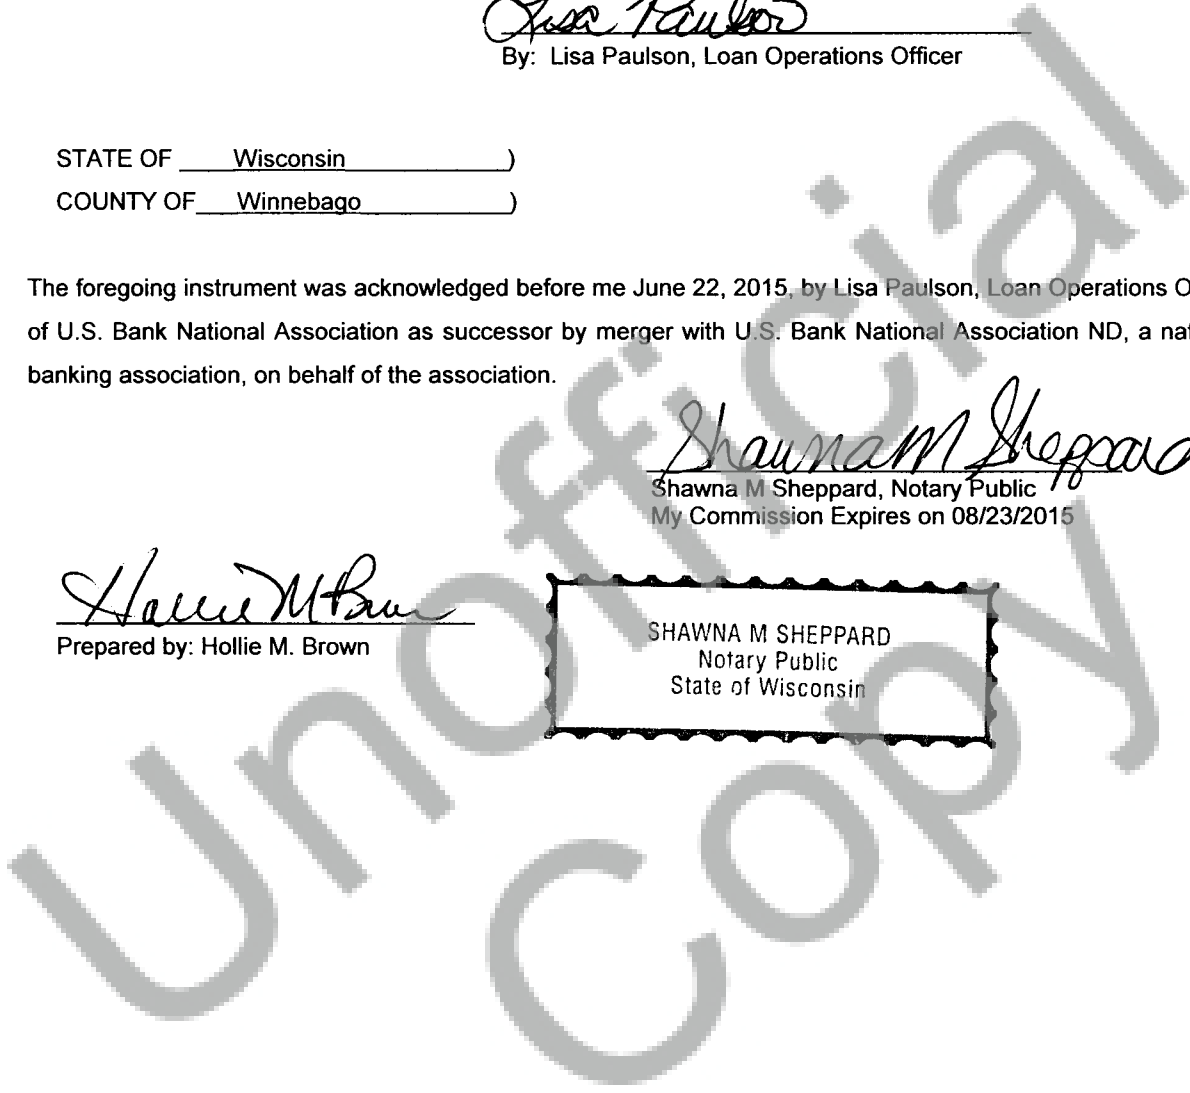 Lisa Paulson
By: Lisa Paulson, Loan Operations Officer
STATE OF Wisconsin )
COUNTY OF Winnebago )
The foregoing instrument was acknowledged before me June 22, 2015, by Lisa Paulson, Loan Operations O
of U.S. Bank National Association as successor by merger with U.S. Bank National Association ND, a nat
banking association, on behalf of the association.
Shawna M Sheppard
Shawna M Sheppard, Notary Public
My Commission Expires on 08/23/2015
Hollie M Brown
Prepared by: Hollie M. Brown
SHAWNA M SHEPPARD
Notary Public
State of Wisconsin
Unofficial
Copy